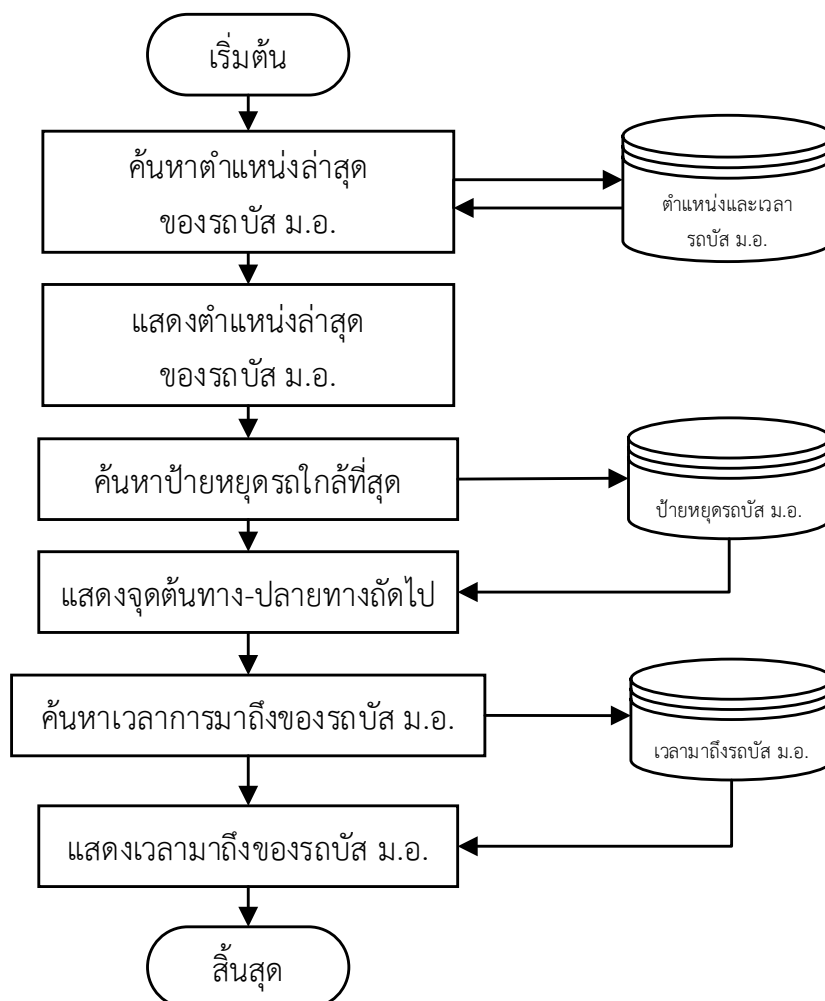 เริ่มต้น
ค้นหาตำแหน่งล่าสุด
ของรถบัส ม.อ.
ตำแหน่งและเวลา
รถบัส ม.อ.
แสดงตำแหน่งล่าสุด
ของรถบัส ม.อ.
ค้นหาป้ายหยุดรถใกล้ที่สุด
ป้ายหยุดรถบัส ม.อ.
แสดงจุดต้นทาง-ปลายทางถัดไป
ค้นหาเวลาการมาถึงของรถบัส ม.อ.
เวลามาถึงรถบัส ม.อ.
แสดงเวลามาถึงของรถบัส ม.อ.
สิ้นสุด